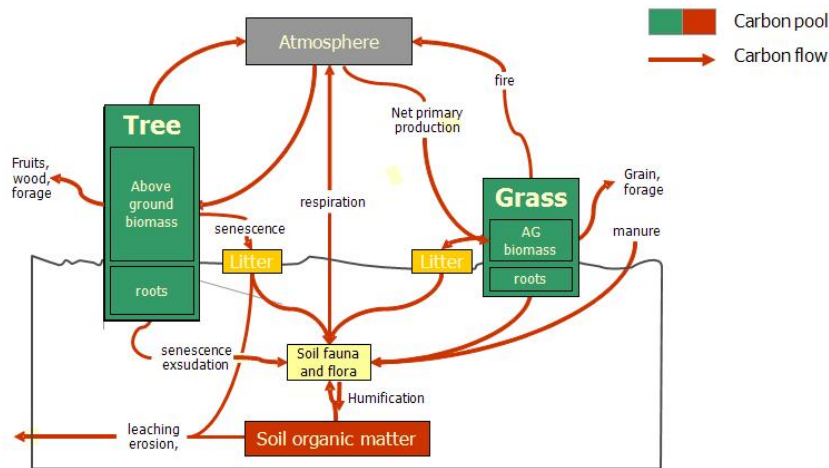 Atmosphere
Carbon pool
Carbon flow
fire
Net primary
production
Tree
Fruits,
wood,
forage
Above
ground
biomass
respiration
Grain,
forage
Grass
senescence
AG
biomass
manure
Litter
Litter
roots
roots
senescence
exsudation
Soil fauna
and flora
Humification
leaching
erosion,
Soil organic matter